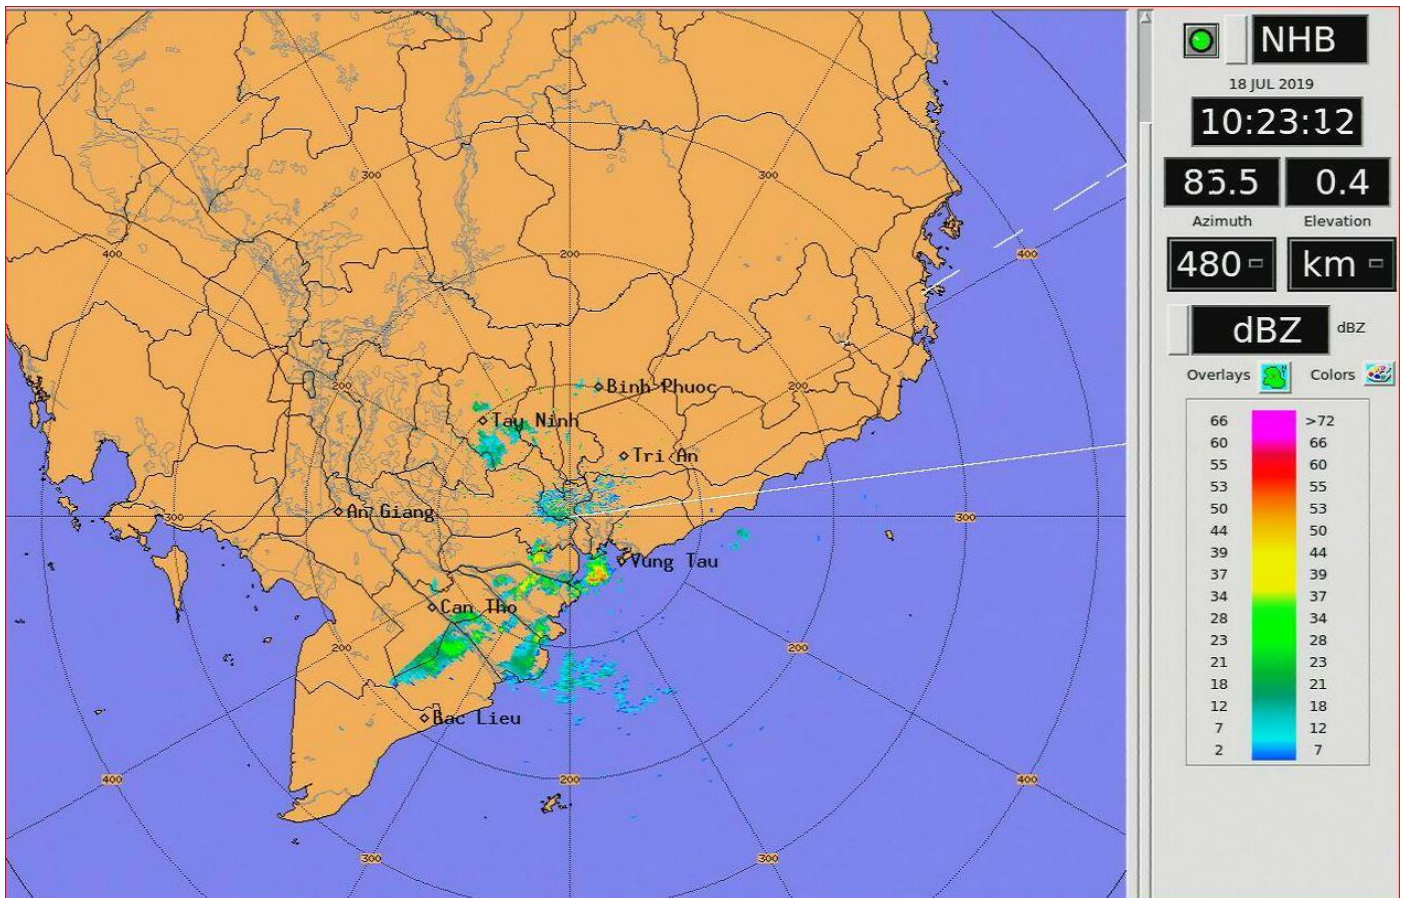 NHB
18 JUL 2019
10:23:12
85.5 0.4
Azimuth Elevation
480 km
dBZ dBZ
Overlays Colors
66 >72
60 66
55 60
53 55
50 53
44 50
39 44
37 39
34 37
28 34
23 28
21 23
18 21
12 18
7 12
2 7
300 300
400 200 400
200 Binh Phuoc 200
Tay Ninh
Tri An
300 An Giang 300
Vung Tau
Can Tho
200 200
Bac Lieu
400 200 400
300 300